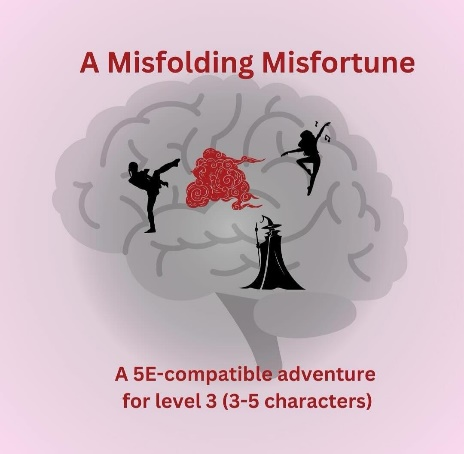 A Misfolding Misfortune
A 5E-compatible adventure
for level 3 (3-5 characters)